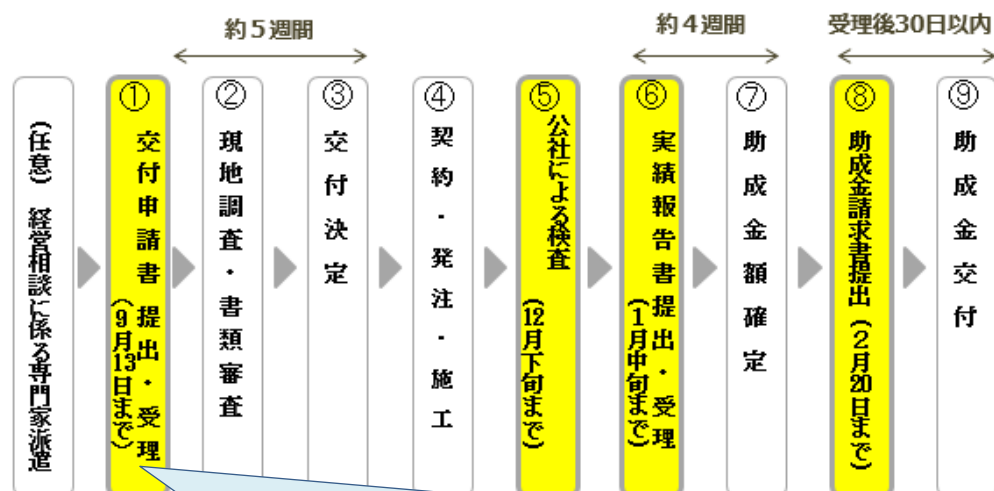 約５週間
約４週間
受理後30日以内
(任意) 経営相談に係る専門家派遣
①
交付申請書 提出・受理
(9月13日まで)
②
現地調査・書類審査
③
交付決定
④
契約・発注・施工
⑤
公社による検査
(12月下旬まで)
⑥
実績報告書提出・受理
(1月中旬まで)
⑦
助成金額確定
⑧
助成金請求書提出 (2月20日まで)
⑨
助成金交付